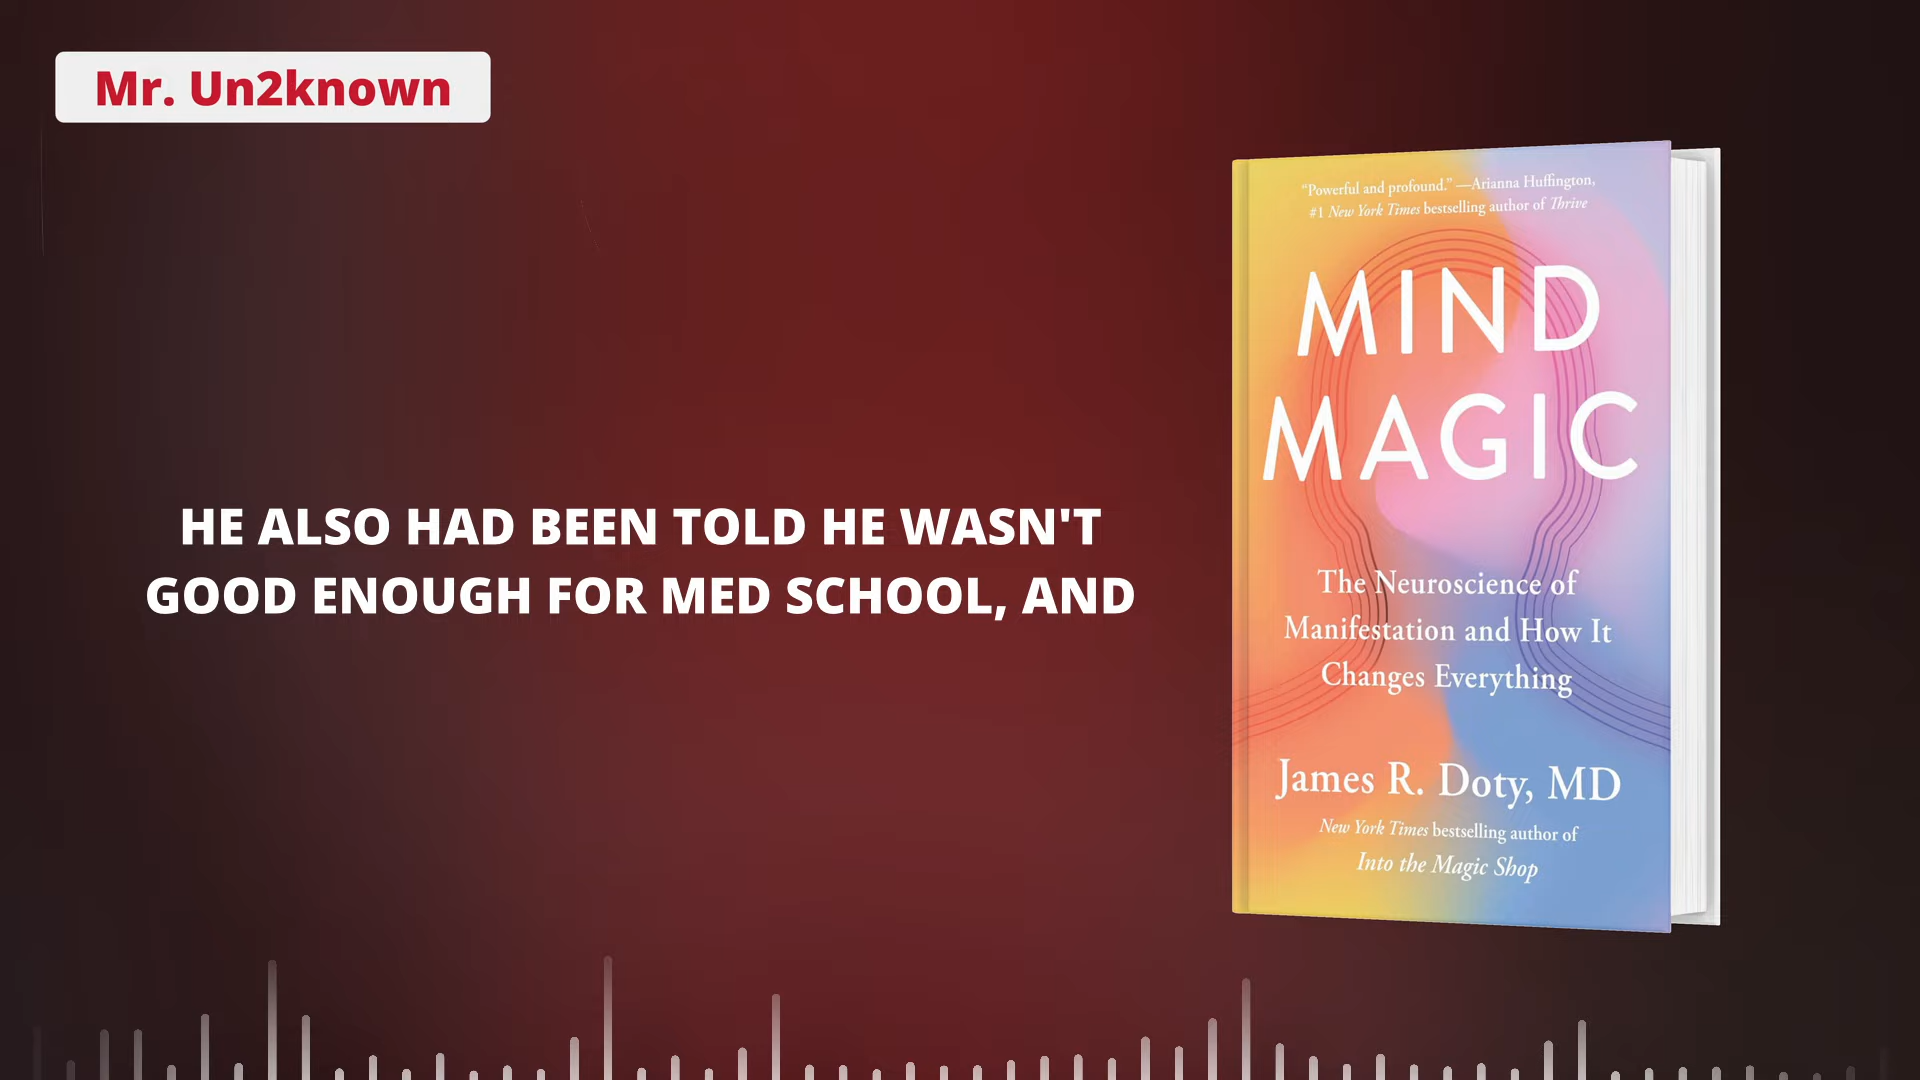 Mr. Un2known
HE ALSO HAD BEEN TOLD HE WASN'T
GOOD ENOUGH FOR MED SCHOOL, AND
“Powerful and profound.” —Arianna Huffington,
#1 New York Times bestselling author of Thrive
MIND
MAGIC
The Neuroscience of
Manifestation and How It
Changes Everything
James R. Doty, MD
New York Times bestselling author of
Into the Magic Shop